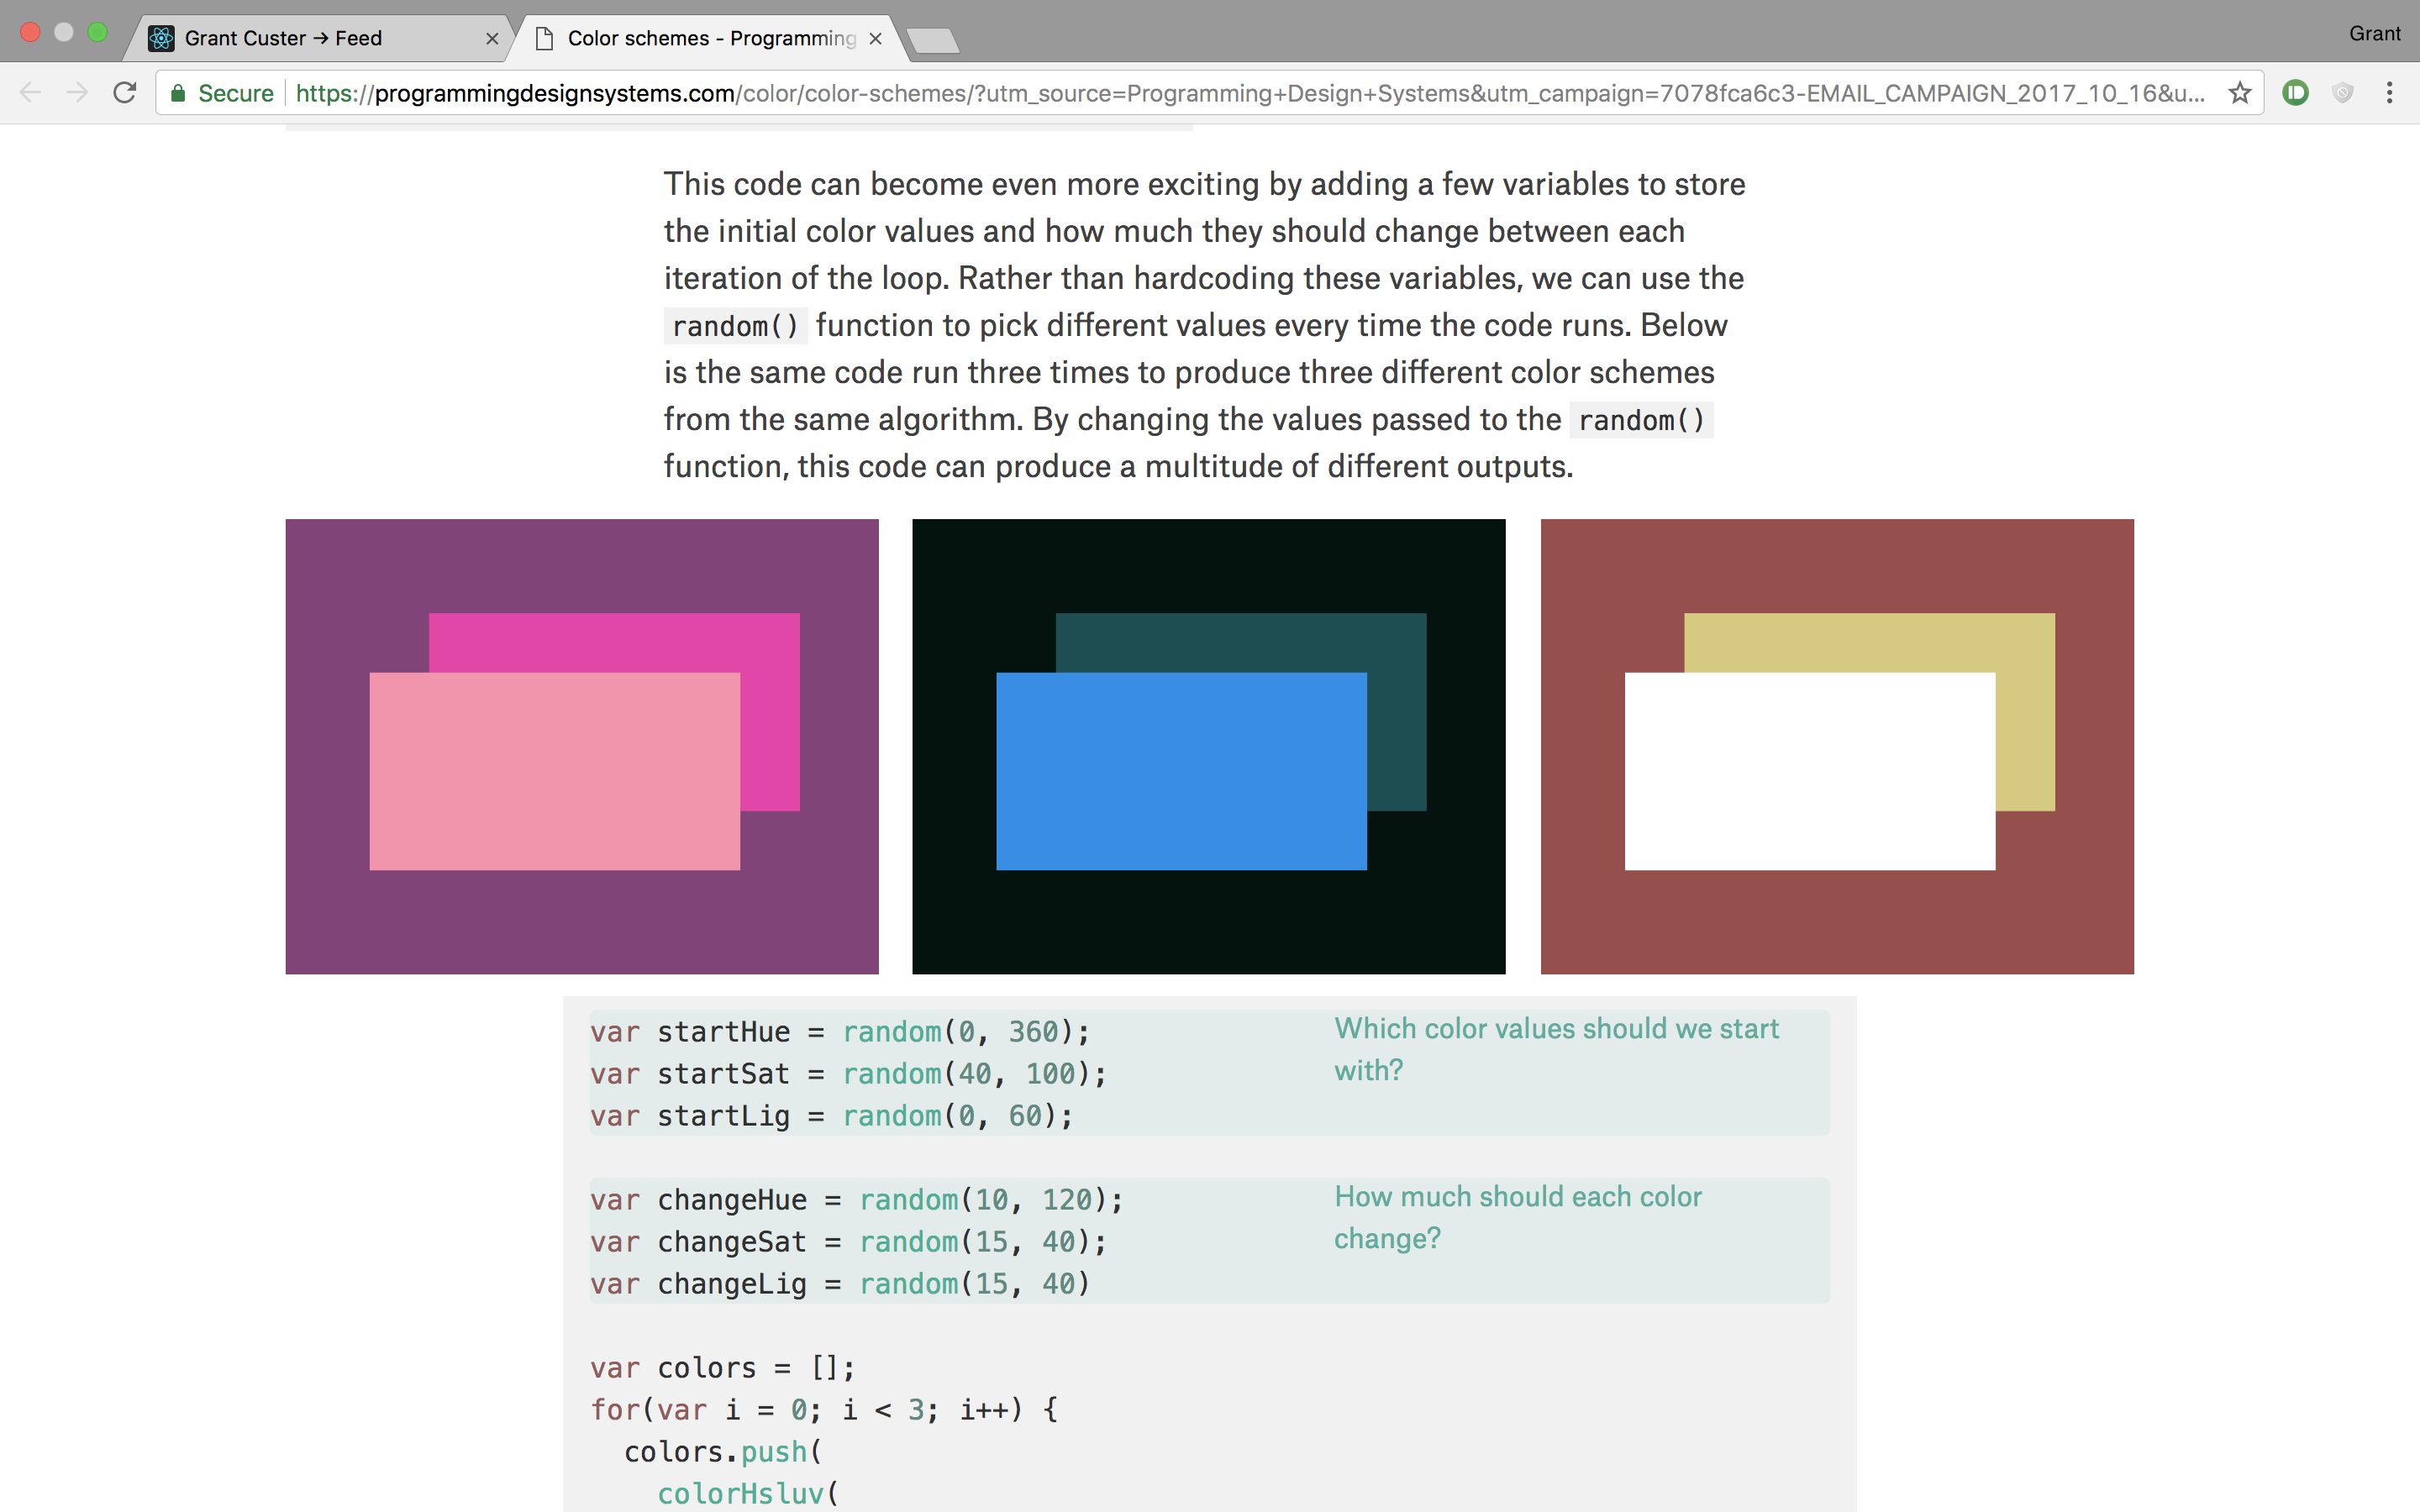 Grant Custer → Feed
Color schemes - Programming
Grant
Secure
https://programmingdesignsystems.com/color/color-schemes/?utm_source=Programming+Design+Systems&utm_campaign=7078fca6c3-EMAIL_CAMPAIGN_2017_10_16&u...
This code can become even more exciting by adding a few variables to store
the initial color values and how much they should change between each
iteration of the loop. Rather than hardcoding these variables, we can use the
random() function to pick different values every time the code runs. Below
is the same code run three times to produce three different color schemes
from the same algorithm. By changing the values passed to the random()
function, this code can produce a multitude of different outputs.
var startHue = random(0, 360);
var startSat = random(40, 100);
var startLig = random(0, 60);
Which color values should we start
with?
var changeHue = random(10, 120);
var changeSat = random(15, 40);
var changeLig = random(15, 40)
How much should each color
change?
var colors = [];
for(var i = 0; i < 3; i++) {
  colors.push(
    colorHsluv(